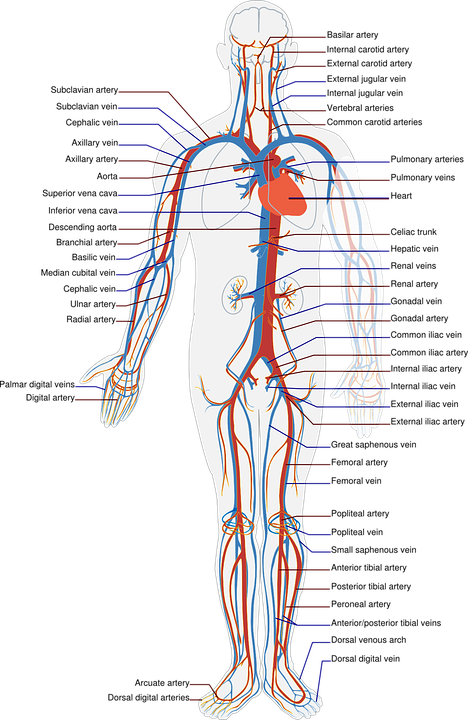 Basilar artery
Internal carotid artery
External carotid artery
External jugular vein
Internal jugular vein
Vertebral arteries
Common carotid arteries
Pulmonary arteries
Pulmonary veins
Heart
Celiac trunk
Hepatic vein
Renal veins
Renal artery
Gonadal vein
Gonadal artery
Common iliac vein
Common iliac artery
Internal iliac artery
Internal iliac vein
External iliac vein
External iliac artery
Great saphenous vein
Femoral artery
Femoral vein
Popliteal artery
Popliteal vein
Small saphenous vein
Anterior tibial artery
Posterior tibial artery
Peroneal artery
Anterior/posterior tibial veins
Dorsal venous arch
Dorsal digital vein
Subclavian artery
Subclavian vein
Cephalic vein
Axillary vein
Axillary artery
Aorta
Superior vena cava
Inferior vena cava
Descending aorta
Branchial artery
Basilic vein
Median cubital vein
Cephalic vein
Ulnar artery
Radial artery
Palmar digital veins
Digital artery
Arcuate artery
Dorsal digital arteries